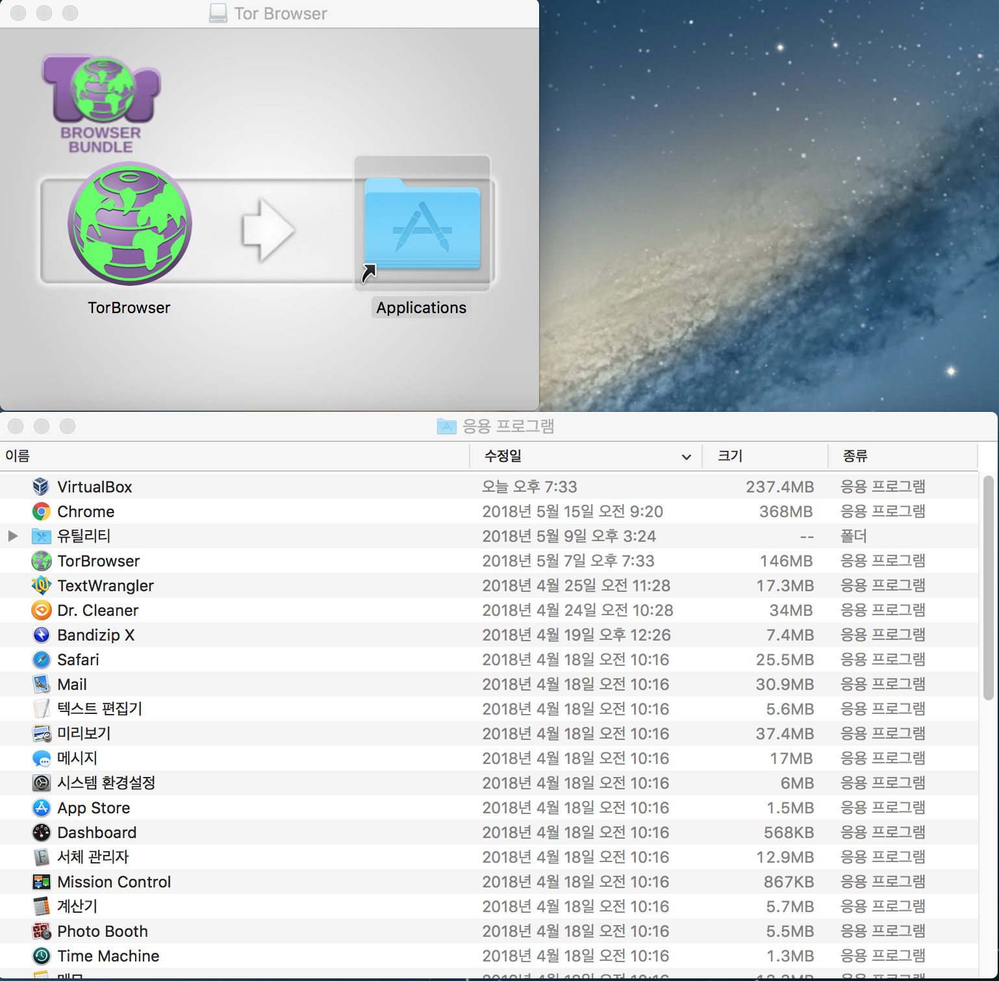 Tor Browser
Tor
BROWSER
BUNDLE
TorBrowser
Applications
응용 프로그램
이름 수정일 크기 종류
VirtualBox 오늘 오후 7:33 237.4MB 응용 프로그램
Chrome 2018년 5월 15일 오전 9:20 368MB 응용 프로그램
유틸리티 2018년 5월 9일 오후 3:24 -- 폴더
TorBrowser 2018년 5월 7일 오후 7:33 146MB 응용 프로그램
TextWrangler 2018년 4월 25일 오전 11:28 17.3MB 응용 프로그램
Dr. Cleaner 2018년 4월 24일 오전 10:28 34MB 응용 프로그램
Bandizip X 2018년 4월 19일 오후 12:26 7.4MB 응용 프로그램
Safari 2018년 4월 18일 오전 10:16 25.5MB 응용 프로그램
Mail 2018년 4월 18일 오전 10:16 30.9MB 응용 프로그램
텍스트 편집기 2018년 4월 18일 오전 10:16 5.6MB 응용 프로그램
미리보기 2018년 4월 18일 오전 10:16 37.4MB 응용 프로그램
메시지 2018년 4월 18일 오전 10:16 17MB 응용 프로그램
시스템 환경설정 2018년 4월 18일 오전 10:16 6MB 응용 프로그램
App Store 2018년 4월 18일 오전 10:16 1.5MB 응용 프로그램
Dashboard 2018년 4월 18일 오전 10:16 568KB 응용 프로그램
서체 관리자 2018년 4월 18일 오전 10:16 12.9MB 응용 프로그램
Mission Control 2018년 4월 18일 오전 10:16 867KB 응용 프로그램
계산기 2018년 4월 18일 오전 10:16 5.7MB 응용 프로그램
Photo Booth 2018년 4월 18일 오전 10:16 5.5MB 응용 프로그램
Time Machine 2018년 4월 18일 오전 10:16 1.3MB 응용 프로그램